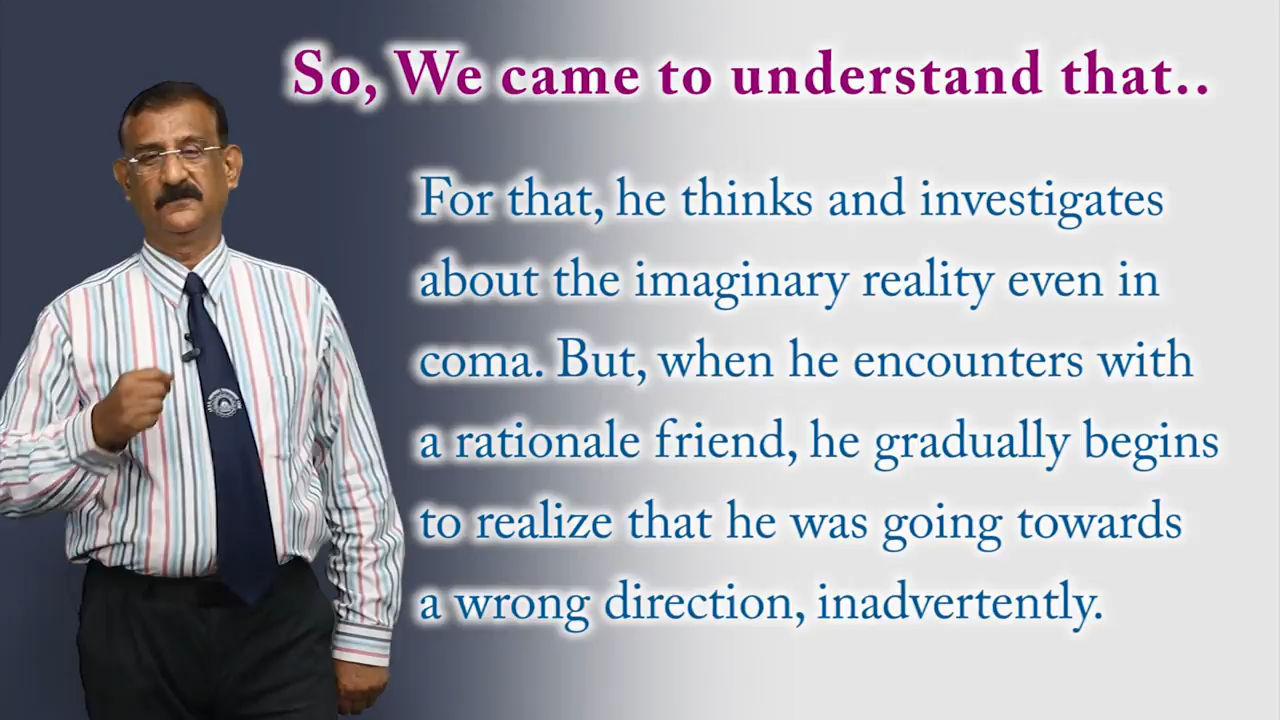 So, We came to understand that..
For that, he thinks and investigates
about the imaginary reality even in
coma. But, when he encounters with
a rationale friend, he gradually begins
to realize that he was going towards
a wrong direction, inadvertently.